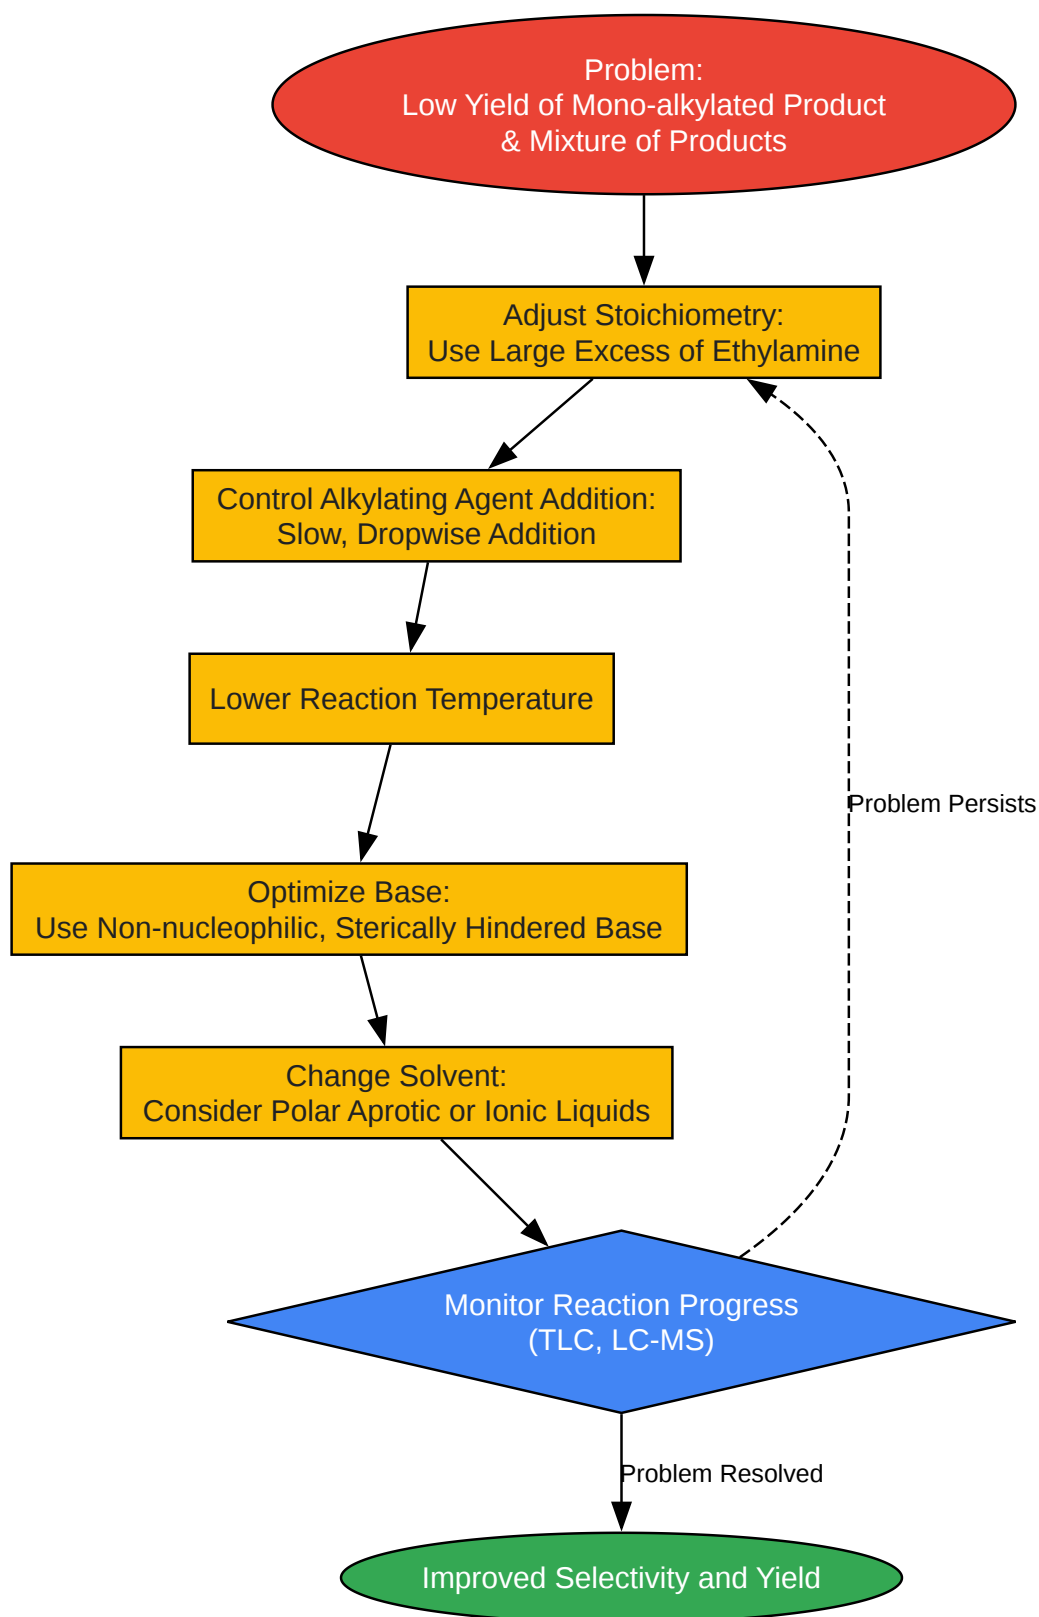 Problem:
Low Yield of Mono-alkylated Product
& Mixture of Products
Adjust Stoichiometry:
Use Large Excess of Ethylamine
Control Alkylating Agent Addition:
Slow, Dropwise Addition
Lower Reaction Temperature
Problem Persists
Optimize Base:
Use Non-nucleophilic, Sterically Hindered Base
Change Solvent:
Consider Polar Aprotic or Ionic Liquids
Monitor Reaction Progress
(TLC, LC-MS)
Problem Resolved
Improved Selectivity and Yield